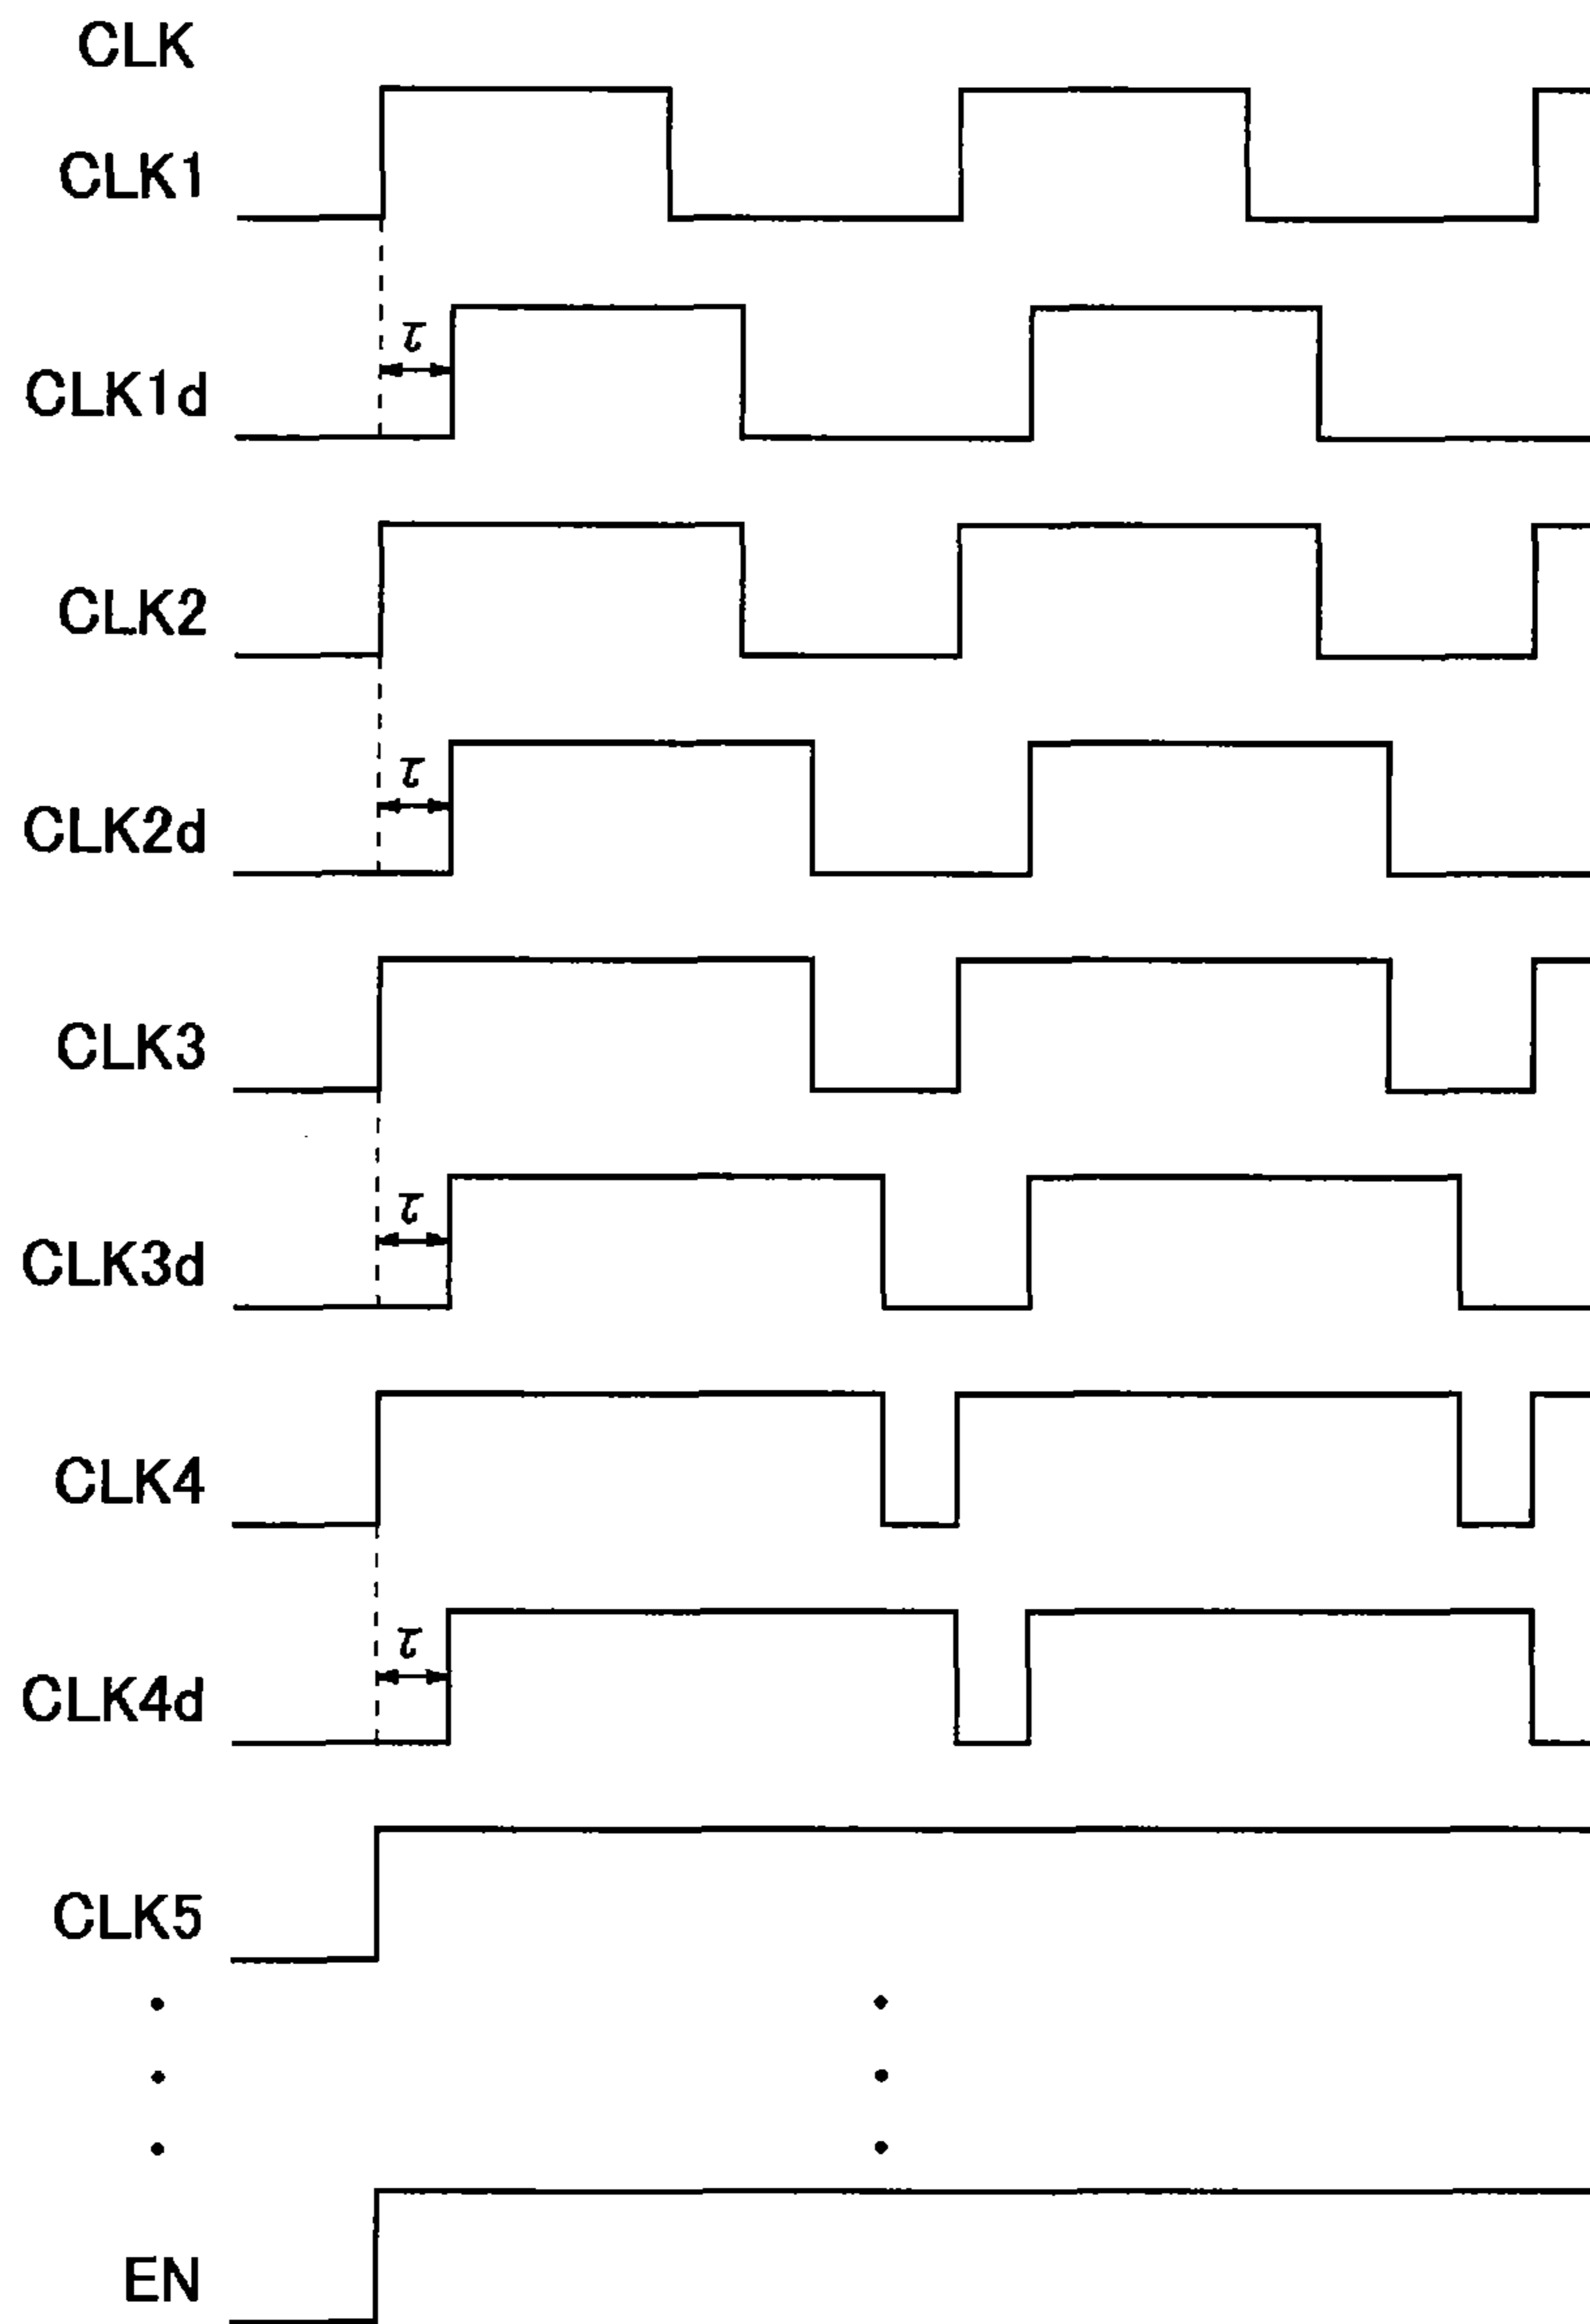 CLK
CLK1
τ
CLK1d
CLK2
τ
CLK2d
CLK3
τ
CLK3d
CLK4
τ
CLK4d
CLK5
EN